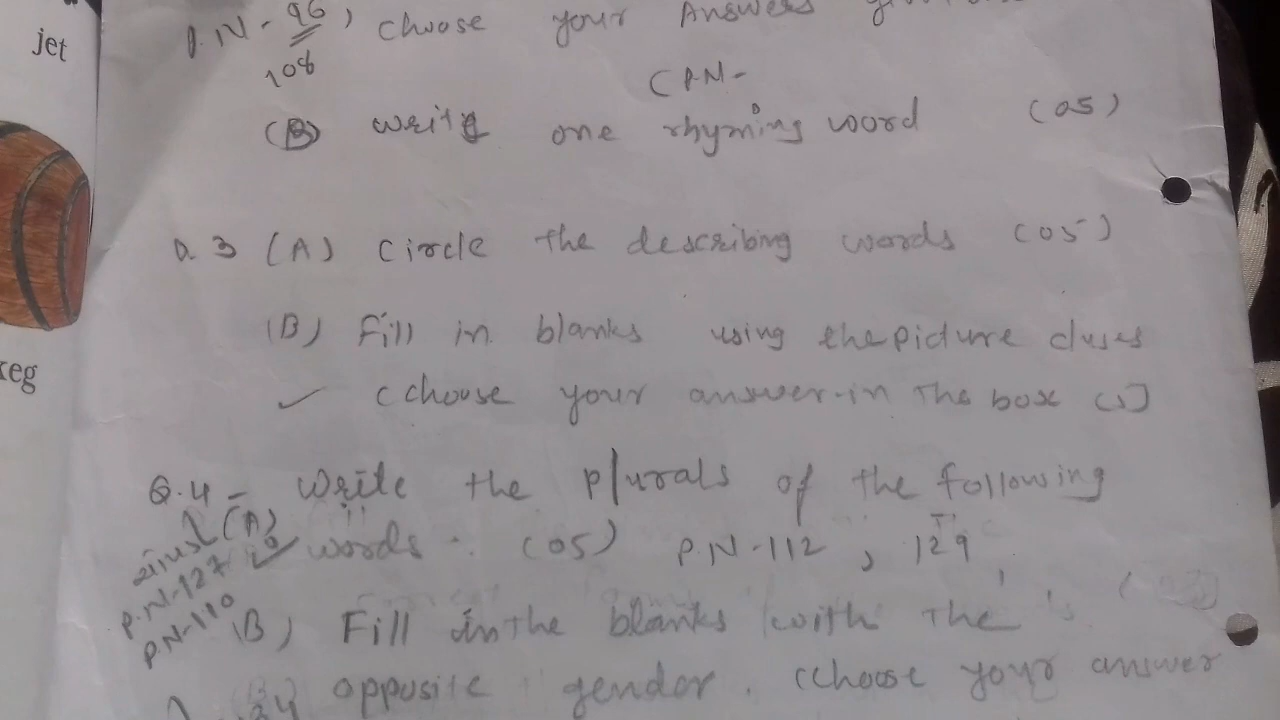 jet
P.N-96, choose your Answers
108
(P.N-
(B) write one rhyming word (05)
Q.3 (A) Circle the describing words (05)
(B) Fill in blanks using the picture cluses
(choose your answer in the box (5)
keg
Q.4 - Write the plurals of the following
(A) words. (05) P.N-112, 129
P.N-127
P.N-110
(B) Fill in the blanks with the
opposite gender. (choose your answer